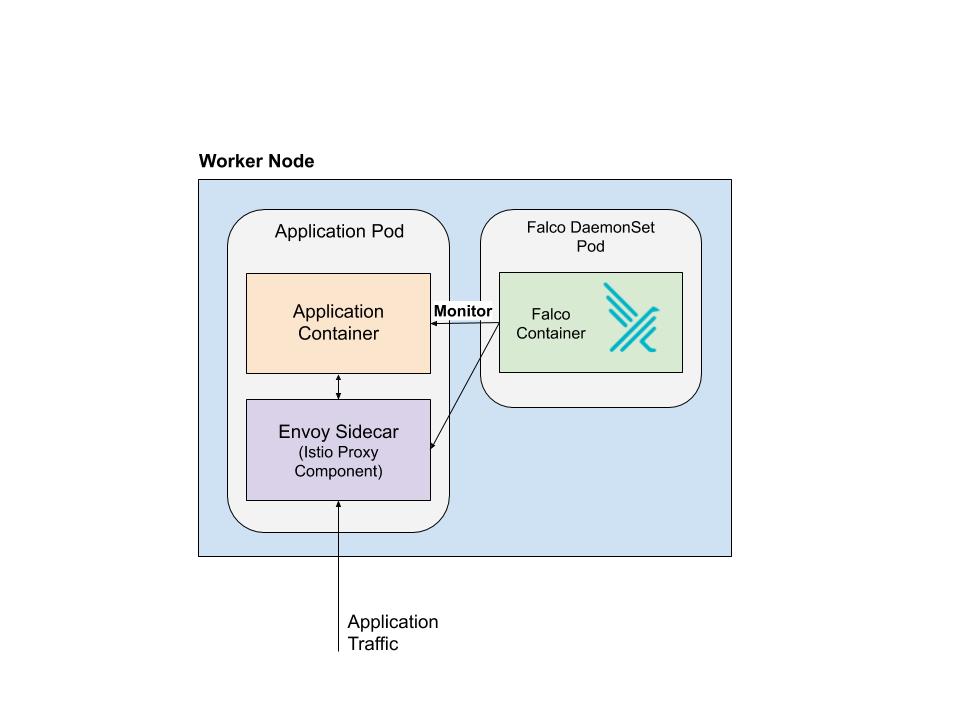 Worker Node
Application Pod
Falco DaemonSet
Pod
Application
Container
Monitor
Falco
Container
Envoy Sidecar
(Istio Proxy
Component)
Application
Traffic